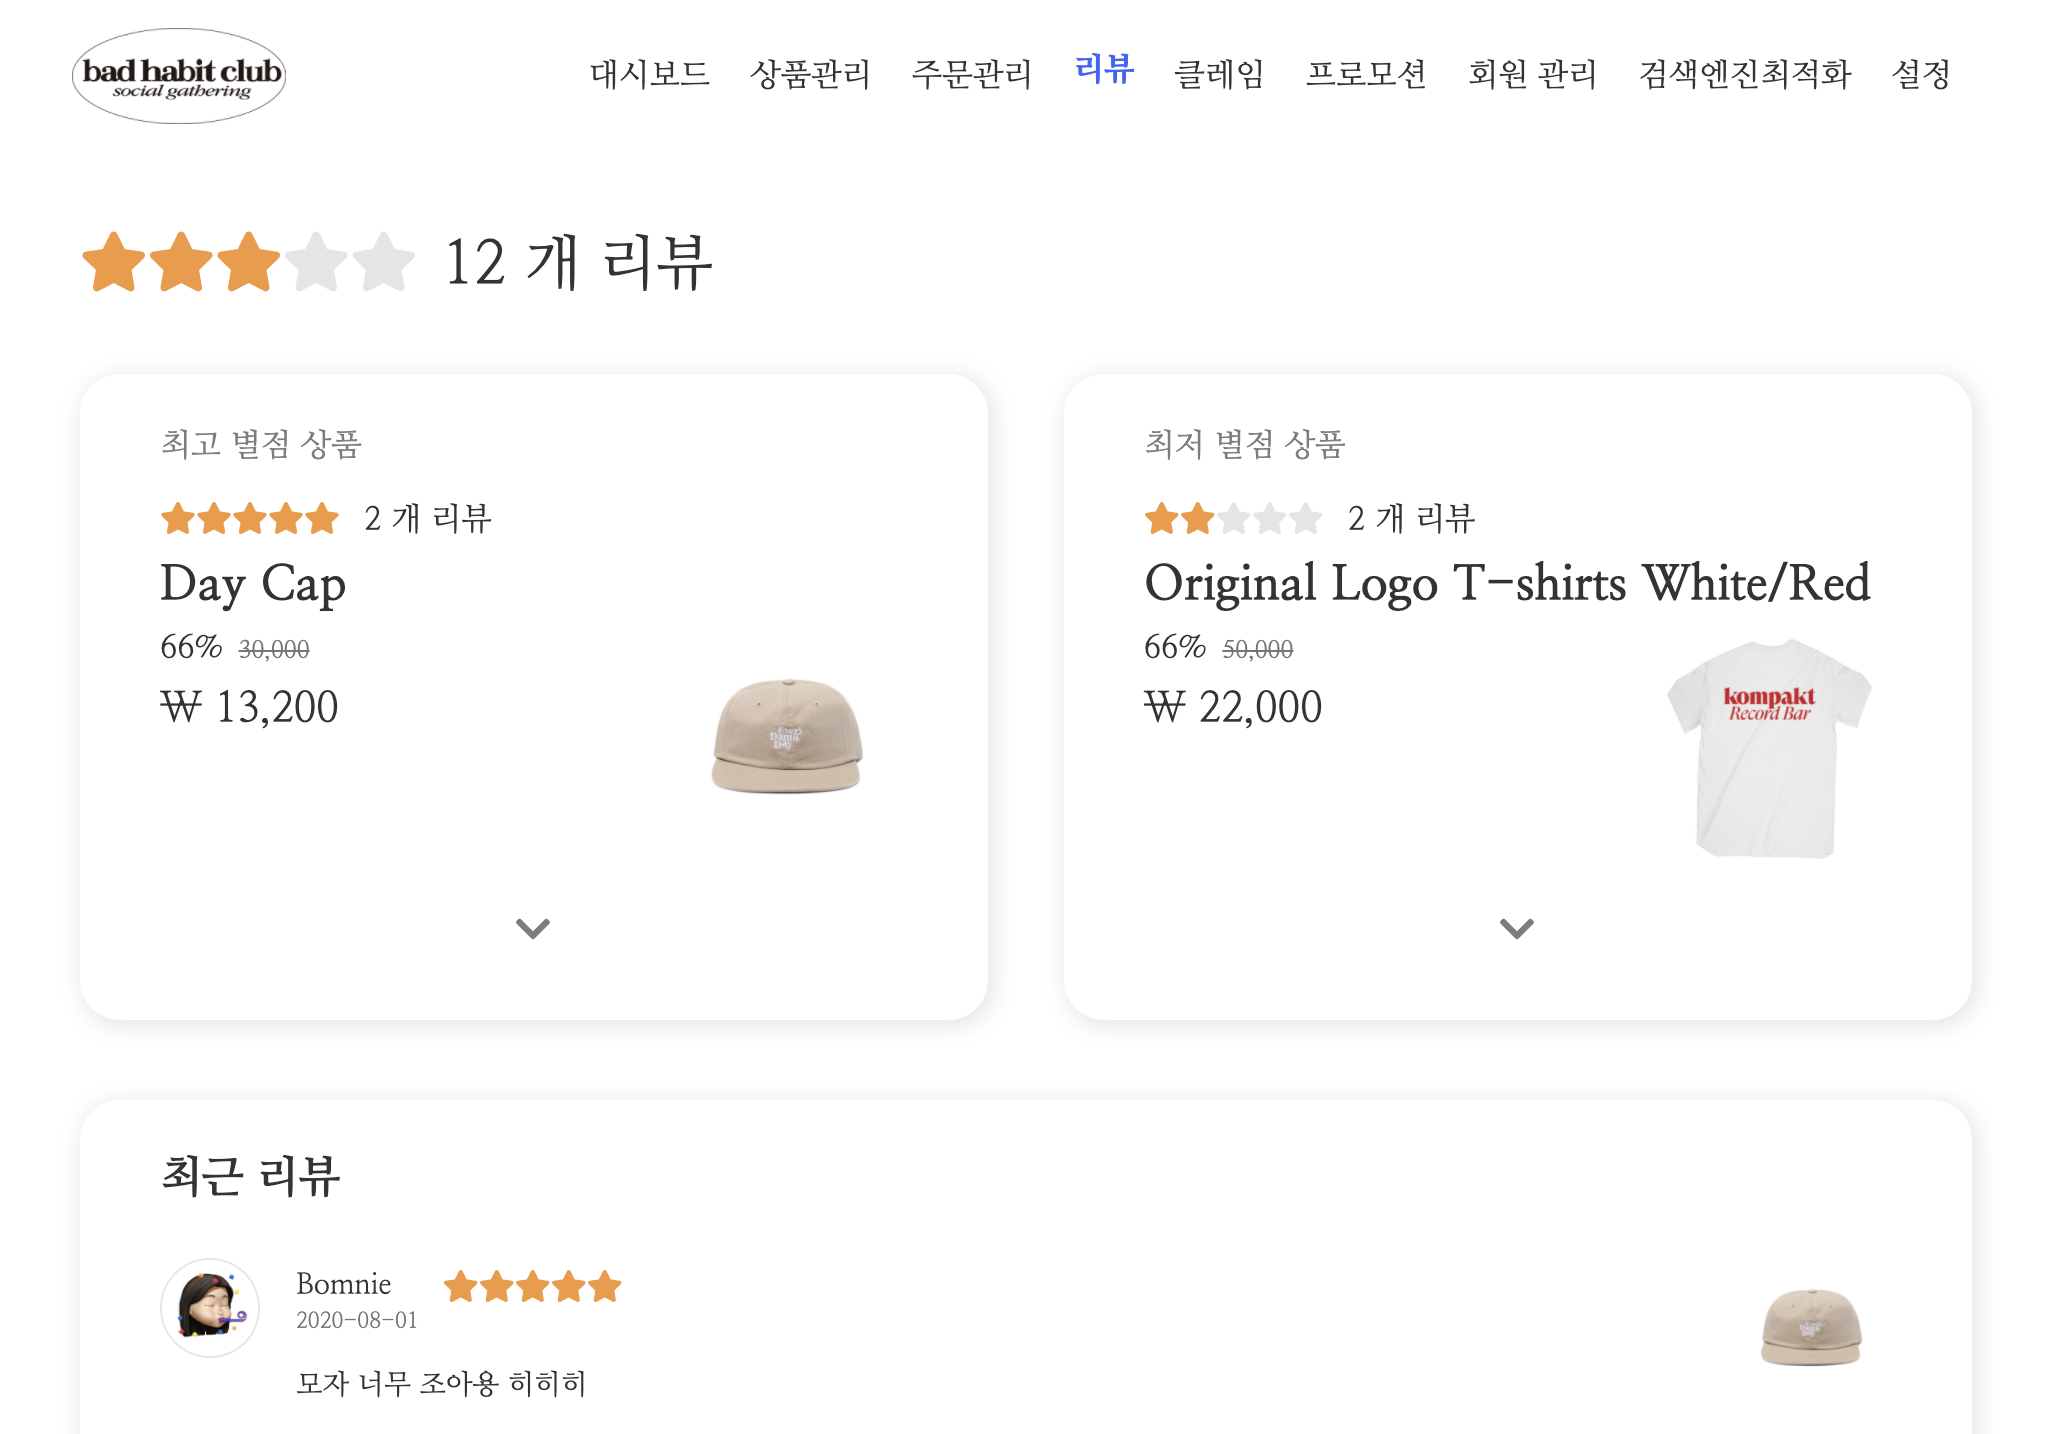 bad habit club
social gathering
대시보드 상품관리 주문관리 리뷰 클레임 프로모션 회원 관리 검색엔진최적화 설정
12 개 리뷰
최고 별점 상품
2 개 리뷰
Day Cap
66% 30,000
₩ 13,200
Every
Damn
Day
최저 별점 상품
2 개 리뷰
Original Logo T-shirts White/Red
66% 50,000
₩ 22,000
kompakt
Record Bar
최근 리뷰
Bomnie
2020-08-01
모자 너무 조아용 히히히